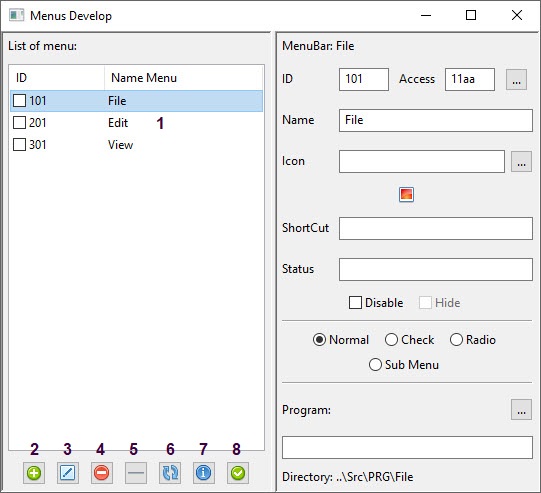 Menus Develop
List of menu:
ID Name Menu
101 File
201 Edit 1
301 View
2 3 4 5 6 7 8
MenuBar: File
ID 101 Access 11aa ...
Name File
Icon ...
ShortCut
Status
Disable Hide
Normal Check Radio
Sub Menu
Program: ...
Directory: ..\Src\PRG\File